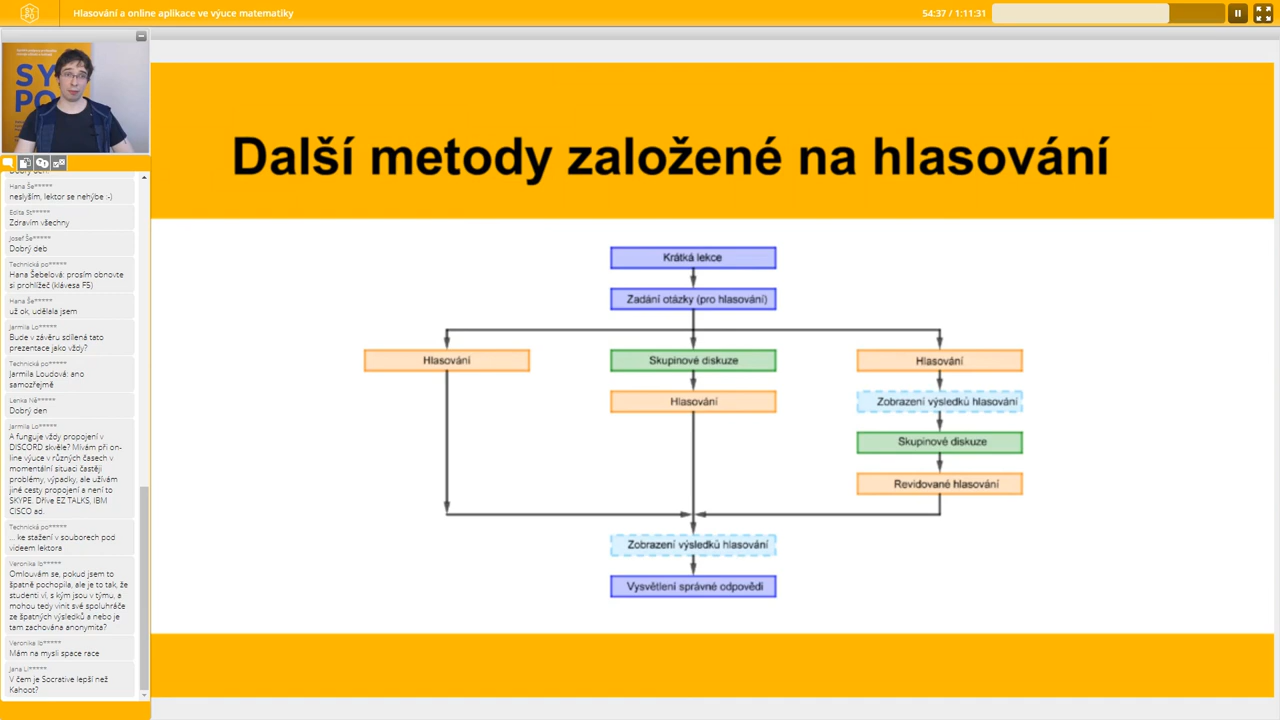 SY
PO
Hlasování a online aplikace ve výuce matematiky
54:37 / 1:11:31
SY
PO
Hana Še*****
neslyším, lektor se nehýbe :-)
Edita St*****
Zdravím všechny
Josef Še*****
Dobrý deb
Technická po*****
Hana Šebelová: prosím obnovte
si prohlížeč (klávesa F5)
Hana Še*****
už ok, udělala jsem
Jarmila Lo*****
Bude v závěru sdílená tato
prezentace jako vždy?
Technická po*****
Jarmila Loudová: ano
samozřejmě
Lenka Ně*****
Dobrý den
Jarmila Lo*****
A funguje vždy propojení v
DISCORD skvěle? Mívám při on-
line výuce v různých časech v
momentální situaci častěji
problémy, výpadky, ale užívám
jiné cesty propojení a není to
SKYPE. Dříve EZ TALKS, IBM
CISCO ad.
Technická po*****
... ke stažení v souborech pod
videem lektora
Veronika Io*****
Omlouvám se, pokud jsem to
špatně pochopila, ale je to tak, že
studenti ví, s kým jsou v týmu, a
mohou tedy vinit své spoluhráče
ze špatných výsledků a nebo je
tam zachována anonymita?
Veronika Io*****
Mám na mysli space race
Jana Lí*****
V čem je Socrative lepší než
Kahoot?
Další metody založené na hlasování
Krátká lekce
Zadání otázky (pro hlasování)
Hlasování
Skupinové diskuze
Hlasování
Hlasování
Zobrazení výsledků hlasování
Skupinové diskuze
Revidované hlasování
Zobrazení výsledků hlasování
Vysvětlení správné odpovědi